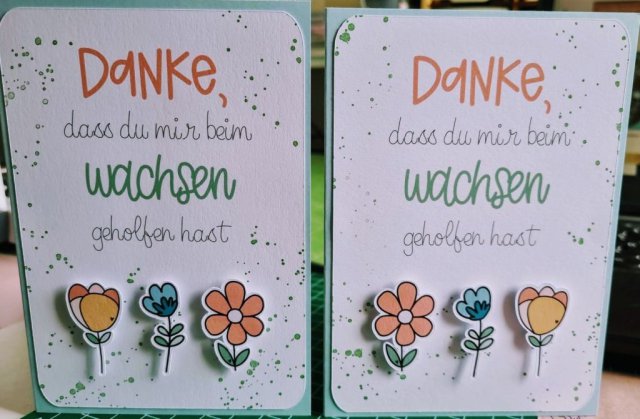 Danke,
dass du mir beim
wachsen
geholfen hast
Danke,
dass du mir beim
wachsen
geholfen hast